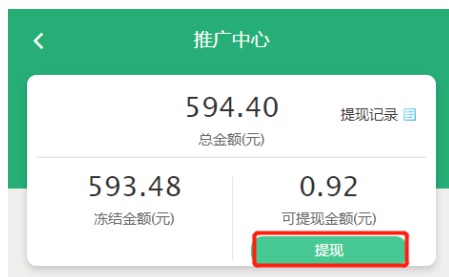 推广中心
594.40
提现记录
总金额(元)
593.48
0.92
冻结金额(元)
可提现金额(元)
提现